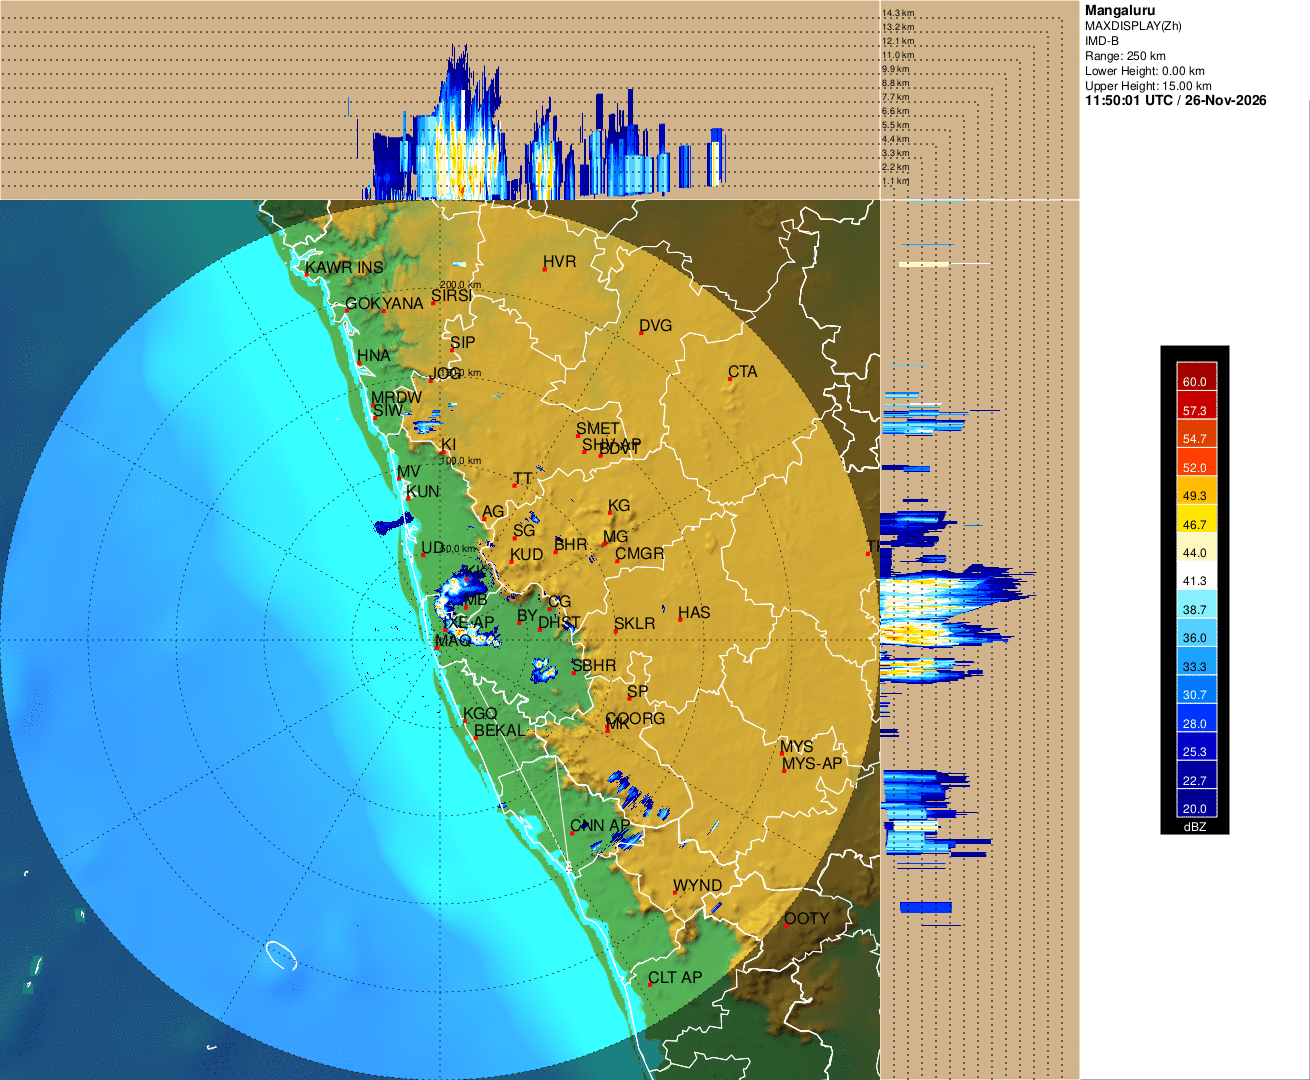 Mangaluru
MAXDISPLAY(Zh)
IMD-B
Range: 250 km
Lower Height: 0.00 km
Upper Height: 15.00 km
11:50:01 UTC / 26-Nov-2026
14.3 km
13.2 km
12.1 km
11.0 km
9.9 km
8.8 km
7.7 km
6.6 km
5.5 km
4.4 km
3.3 km
2.2 km
1.1 km
HVR
KAWR INS
200.0 km
SIRSI
GOKYANA
DVG
SIP
HNA
CTA
JOG
MRDW
SIW
SMET
SHV-AP
BDVT
KI
100.0 km
MV
TT
KUN
KG
AG
SG
MG
BHR
UD
50.0 km
KUD
CMGR
KK
MB
CG
HAS
BY
DHST
IXE-AP
SKLR
MAQ
SBHR
SP
KGQ
COORG
MK
BEKAL
MYS
MYS-AP
CNN AP
WYND
OOTY
CLT AP
60.0
57.3
54.7
52.0
49.3
46.7
44.0
41.3
38.7
36.0
33.3
30.7
28.0
25.3
22.7
20.0
dBZ